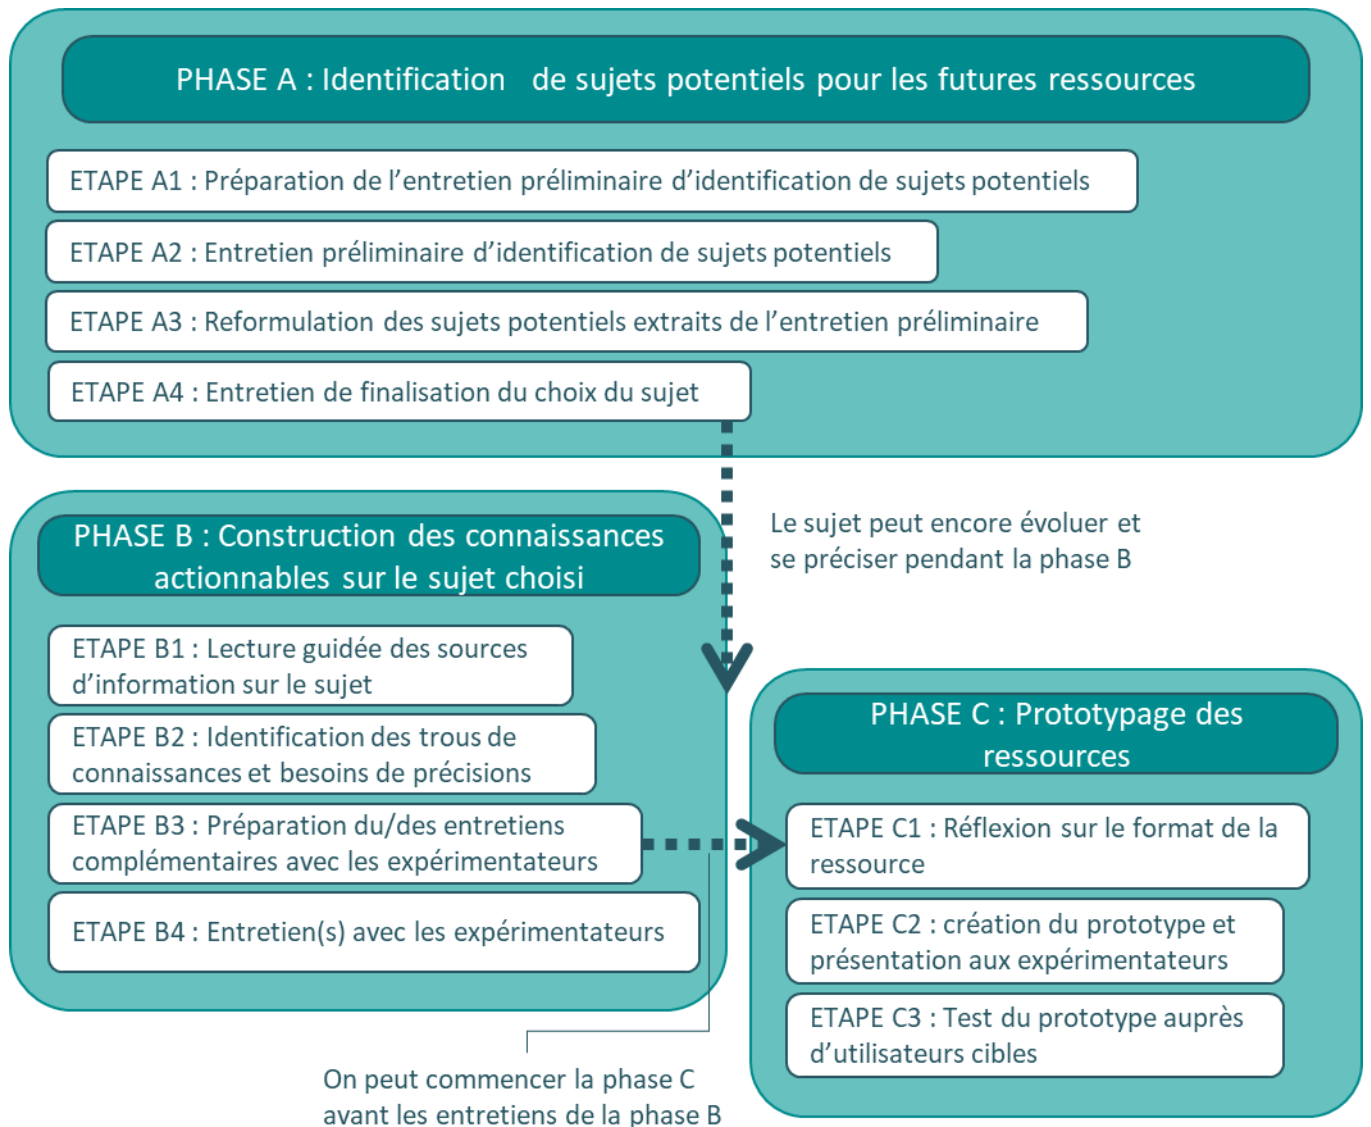 PHASE A : Identification de sujets potentiels pour les futures ressources
ETAPE A1 : Préparation de l’entretien préliminaire d’identification de sujets potentiels
ETAPE A2 : Entretien préliminaire d’identification de sujets potentiels
ETAPE A3 : Reformulation des sujets potentiels extraits de l’entretien préliminaire
ETAPE A4 : Entretien de finalisation du choix du sujet
Le sujet peut encore évoluer et
se préciser pendant la phase B
PHASE B : Construction des connaissances
actionnables sur le sujet choisi
ETAPE B1 : Lecture guidée des sources
d’information sur le sujet
ETAPE B2 : Identification des trous de
connaissances et besoins de précisions
ETAPE B3 : Préparation du/des entretiens
complémentaires avec les expérimentateurs
ETAPE B4 : Entretien(s) avec les expérimentateurs
On peut commencer la phase C
avant les entretiens de la phase B
PHASE C : Prototypage des
ressources
ETAPE C1 : Réflexion sur le format de la
ressource
ETAPE C2 : création du prototype et
présentation aux expérimentateurs
ETAPE C3 : Test du prototype auprès
d’utilisateurs cibles